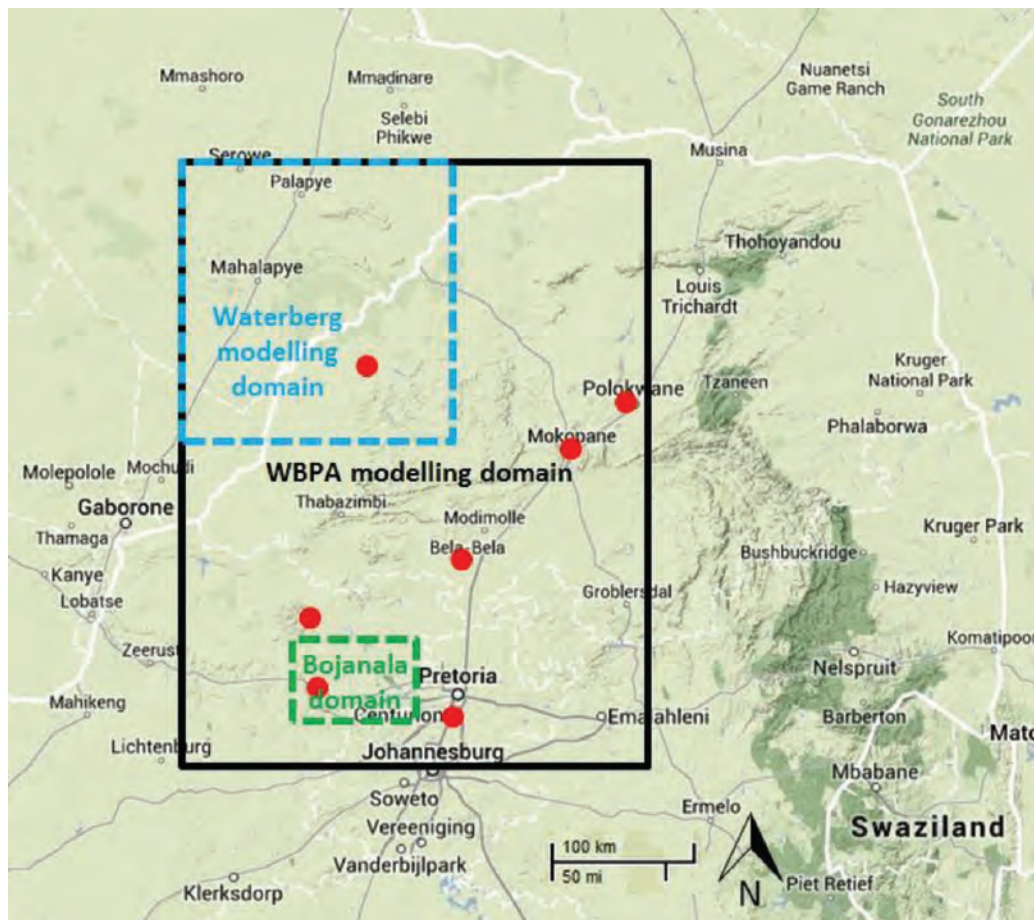 Mmashoro
Mmadinare
Nuanetsi
Game Ranch
Selebi
Phikwe
South
Gonarezhou
National Park
Serowe
Musina
Palapye
Thohoyandou
Mahalapye
Louis
Trichardt
Waterberg
modelling
domain
Kruger
National Park
Polokwane
Tzaneen
Phalaborwa
Mokopane
Molepolole
Mochudi
WBPA modelling domain
Gaborone
Thabazimbi
Modimolle
Thamaga
Kruger Park
Bela-Bela
Bushbuckridge
Kanye
Hazyview
Groblersdal
Lobatse
Zeerust
Komatipoor
Bojanala
domain
Pretoria
Nelspruit
Mahikeng
Centurion
Emalahleni
Barberton
Lichtenburg
Johannesburg
Mato
Mbabane
Soweto
Ermelo
Vereeniging
Swaziland
Vanderbijlpark
100 km
50 mi
Klerksdorp
N
Piet Retief